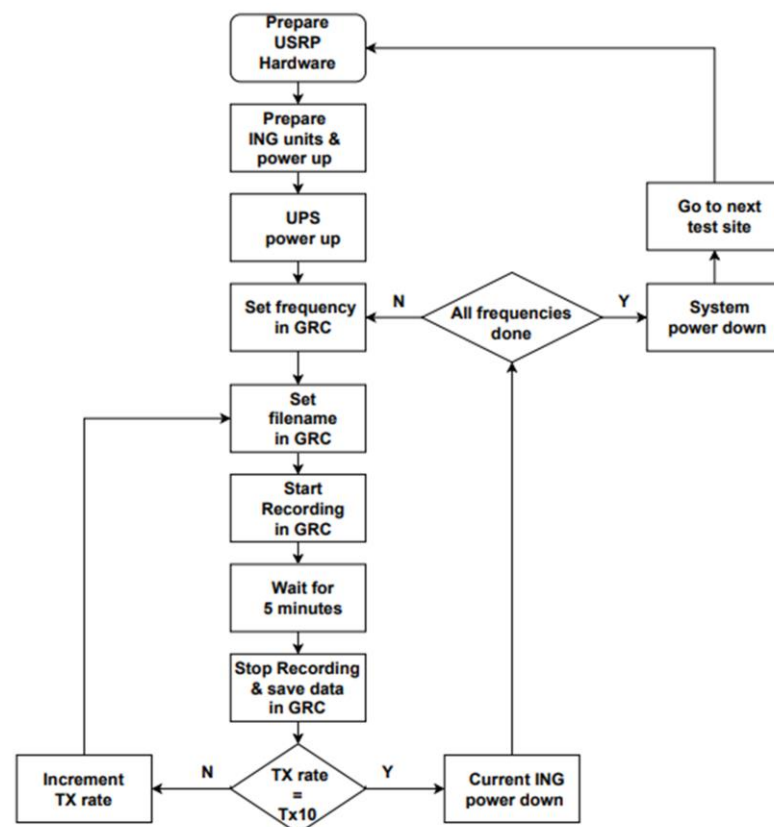 Prepare
USRP
Hardware
Prepare
ING units &
power up
UPS
power up
Go to next
test site
Set frequency
in GRC
N
All frequencies
done
Y
System
power down
Set
filename
in GRC
Start
Recording
in GRC
Wait for
5 minutes
Stop Recording
& save data
in GRC
Increment
TX rate
N
TX rate
=
Tx10
Y
Current ING
power down